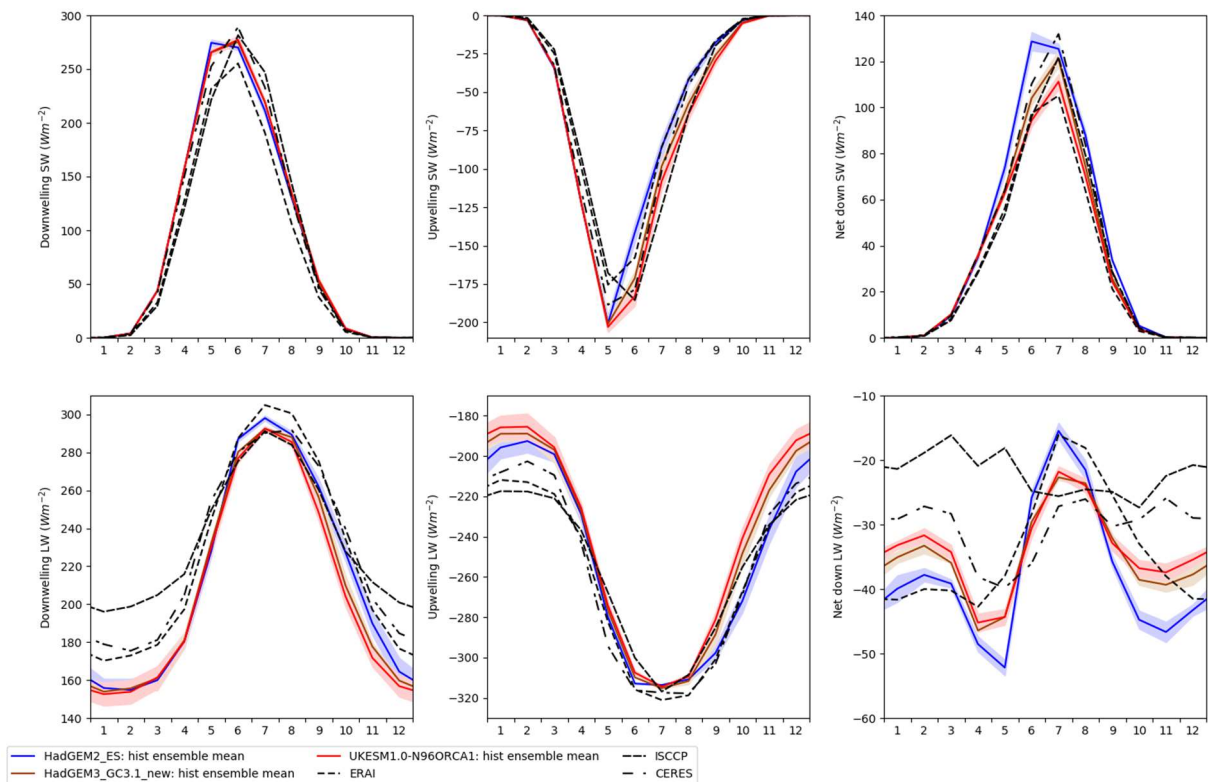 300
250
200
150
100
50
0
Downwelling SW (Wm⁻²)
1 2 3 4 5 6 7 8 9 10 11 12
0
−25
−50
−75
−100
−125
−150
−175
−200
Upwelling SW (Wm⁻²)
1 2 3 4 5 6 7 8 9 10 11 12
140
120
100
80
60
40
20
0
Net down SW (Wm⁻²)
1 2 3 4 5 6 7 8 9 10 11 12
300
280
260
240
220
200
180
160
140
Downwelling LW (Wm⁻²)
1 2 3 4 5 6 7 8 9 10 11 12
−180
−200
−220
−240
−260
−280
−300
−320
Upwelling LW (Wm⁻²)
1 2 3 4 5 6 7 8 9 10 11 12
−10
−20
−30
−40
−50
−60
Net down LW (Wm⁻²)
1 2 3 4 5 6 7 8 9 10 11 12
HadGEM2_ES: hist ensemble mean
HadGEM3_GC3.1_new: hist ensemble mean
UKESM1.0-N96ORCA1: hist ensemble mean
ERAI
ISCCP
CERES